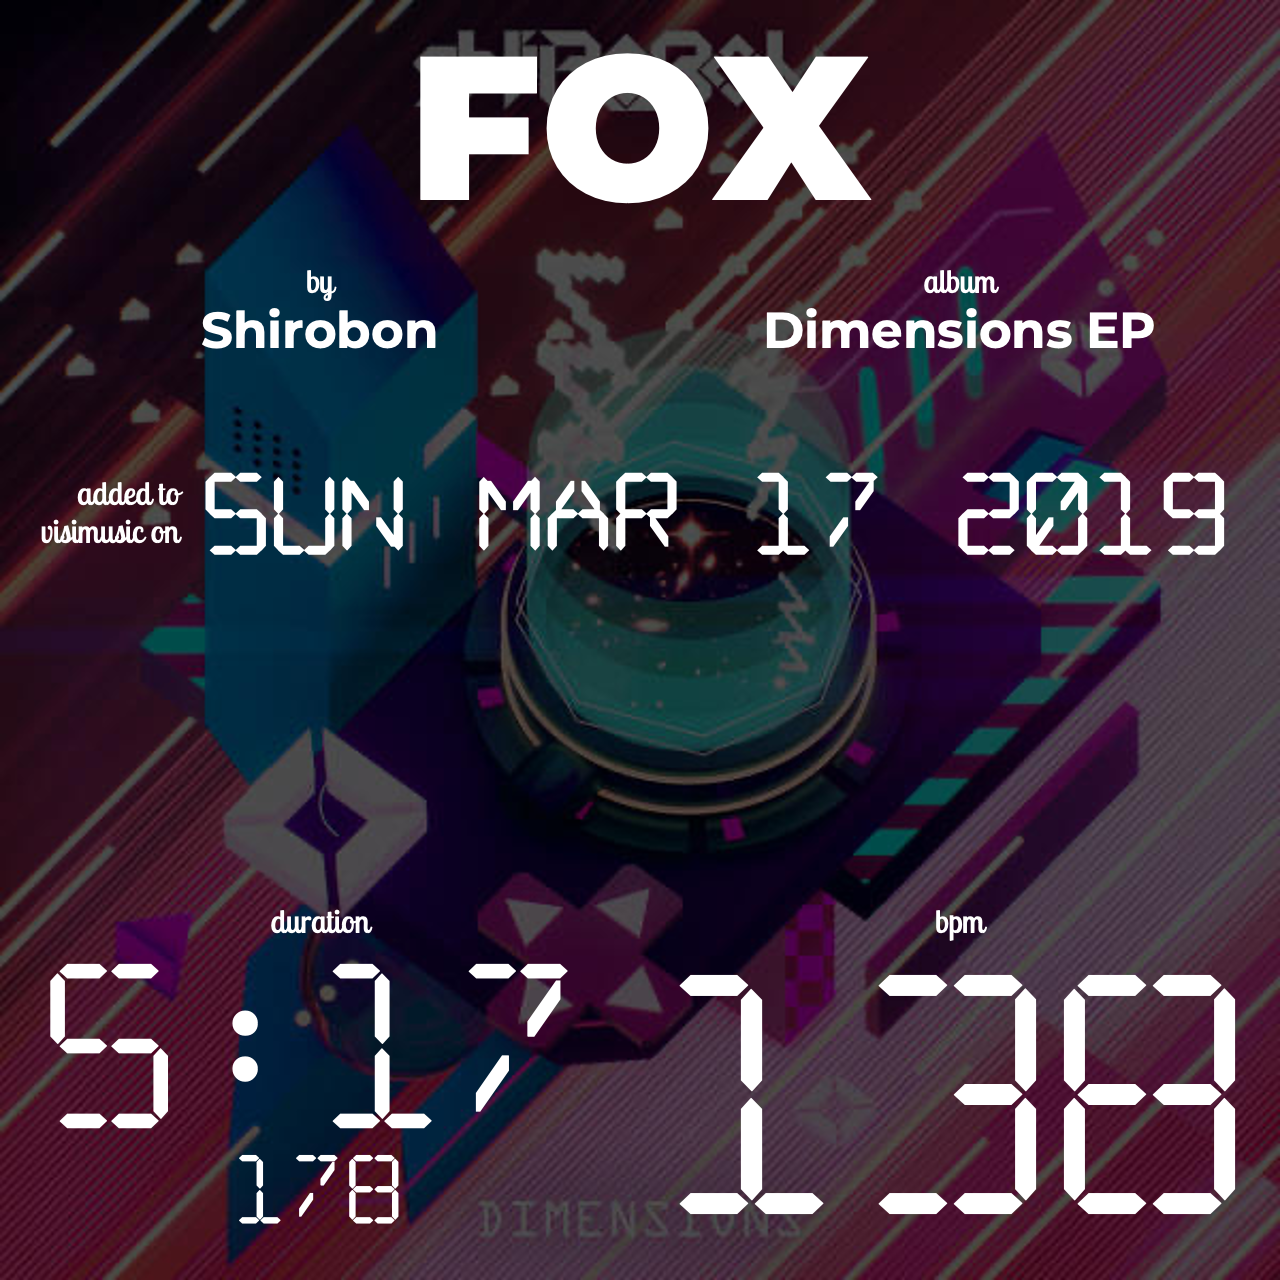 shirobon
FOX
by
Shirobon
album
Dimensions EP
added to
visimusic on
SUN MAR 17 2019
duration
5:17
178
bpm
138
DIMENSIONS